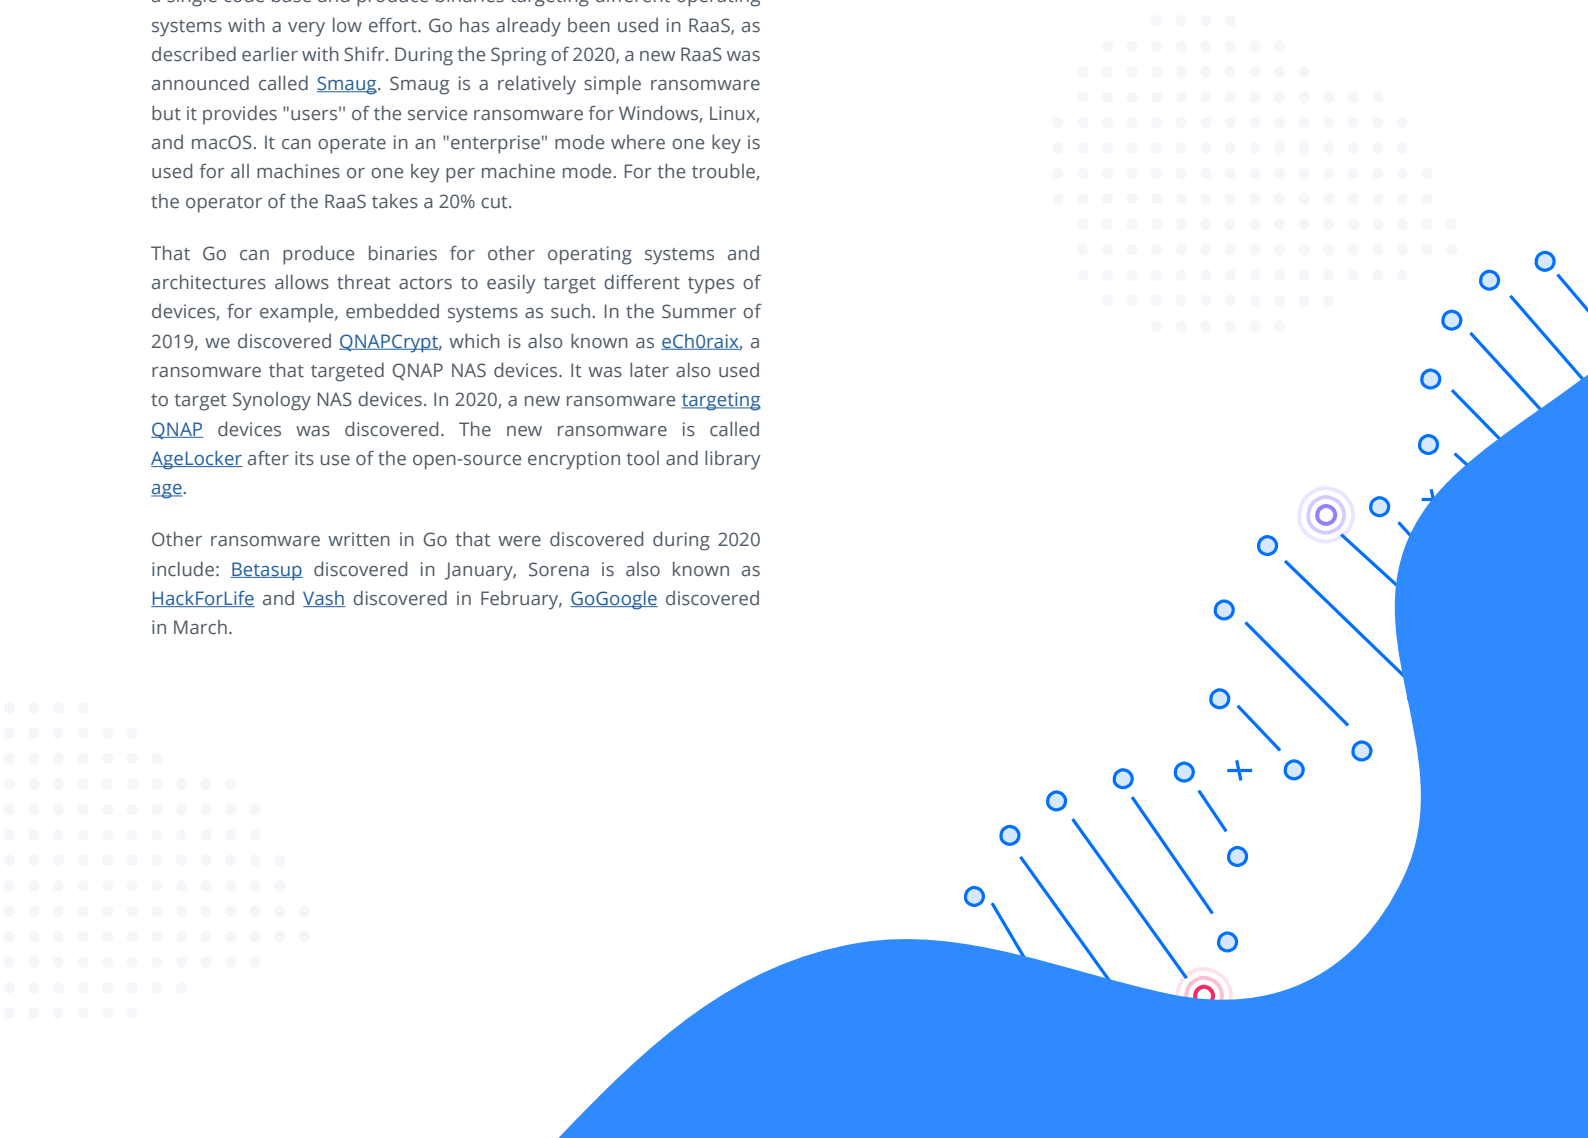 a single code base and produce binaries targeting different operating
systems with a very low effort. Go has already been used in RaaS, as
described earlier with Shifr. During the Spring of 2020, a new RaaS was
announced called Smaug. Smaug is a relatively simple ransomware
but it provides "users'' of the service ransomware for Windows, Linux,
and macOS. It can operate in an "enterprise" mode where one key is
used for all machines or one key per machine mode. For the trouble,
the operator of the RaaS takes a 20% cut.
That Go can produce binaries for other operating systems and
architectures allows threat actors to easily target different types of
devices, for example, embedded systems as such. In the Summer of
2019, we discovered QNAPCrypt, which is also known as eCh0raix, a
ransomware that targeted QNAP NAS devices. It was later also used
to target Synology NAS devices. In 2020, a new ransomware targeting
QNAP devices was discovered. The new ransomware is called
AgeLocker after its use of the open-source encryption tool and library
age.
Other ransomware written in Go that were discovered during 2020
include: Betasup discovered in January, Sorena is also known as
HackForLife and Vash discovered in February, GoGoogle discovered
in March.